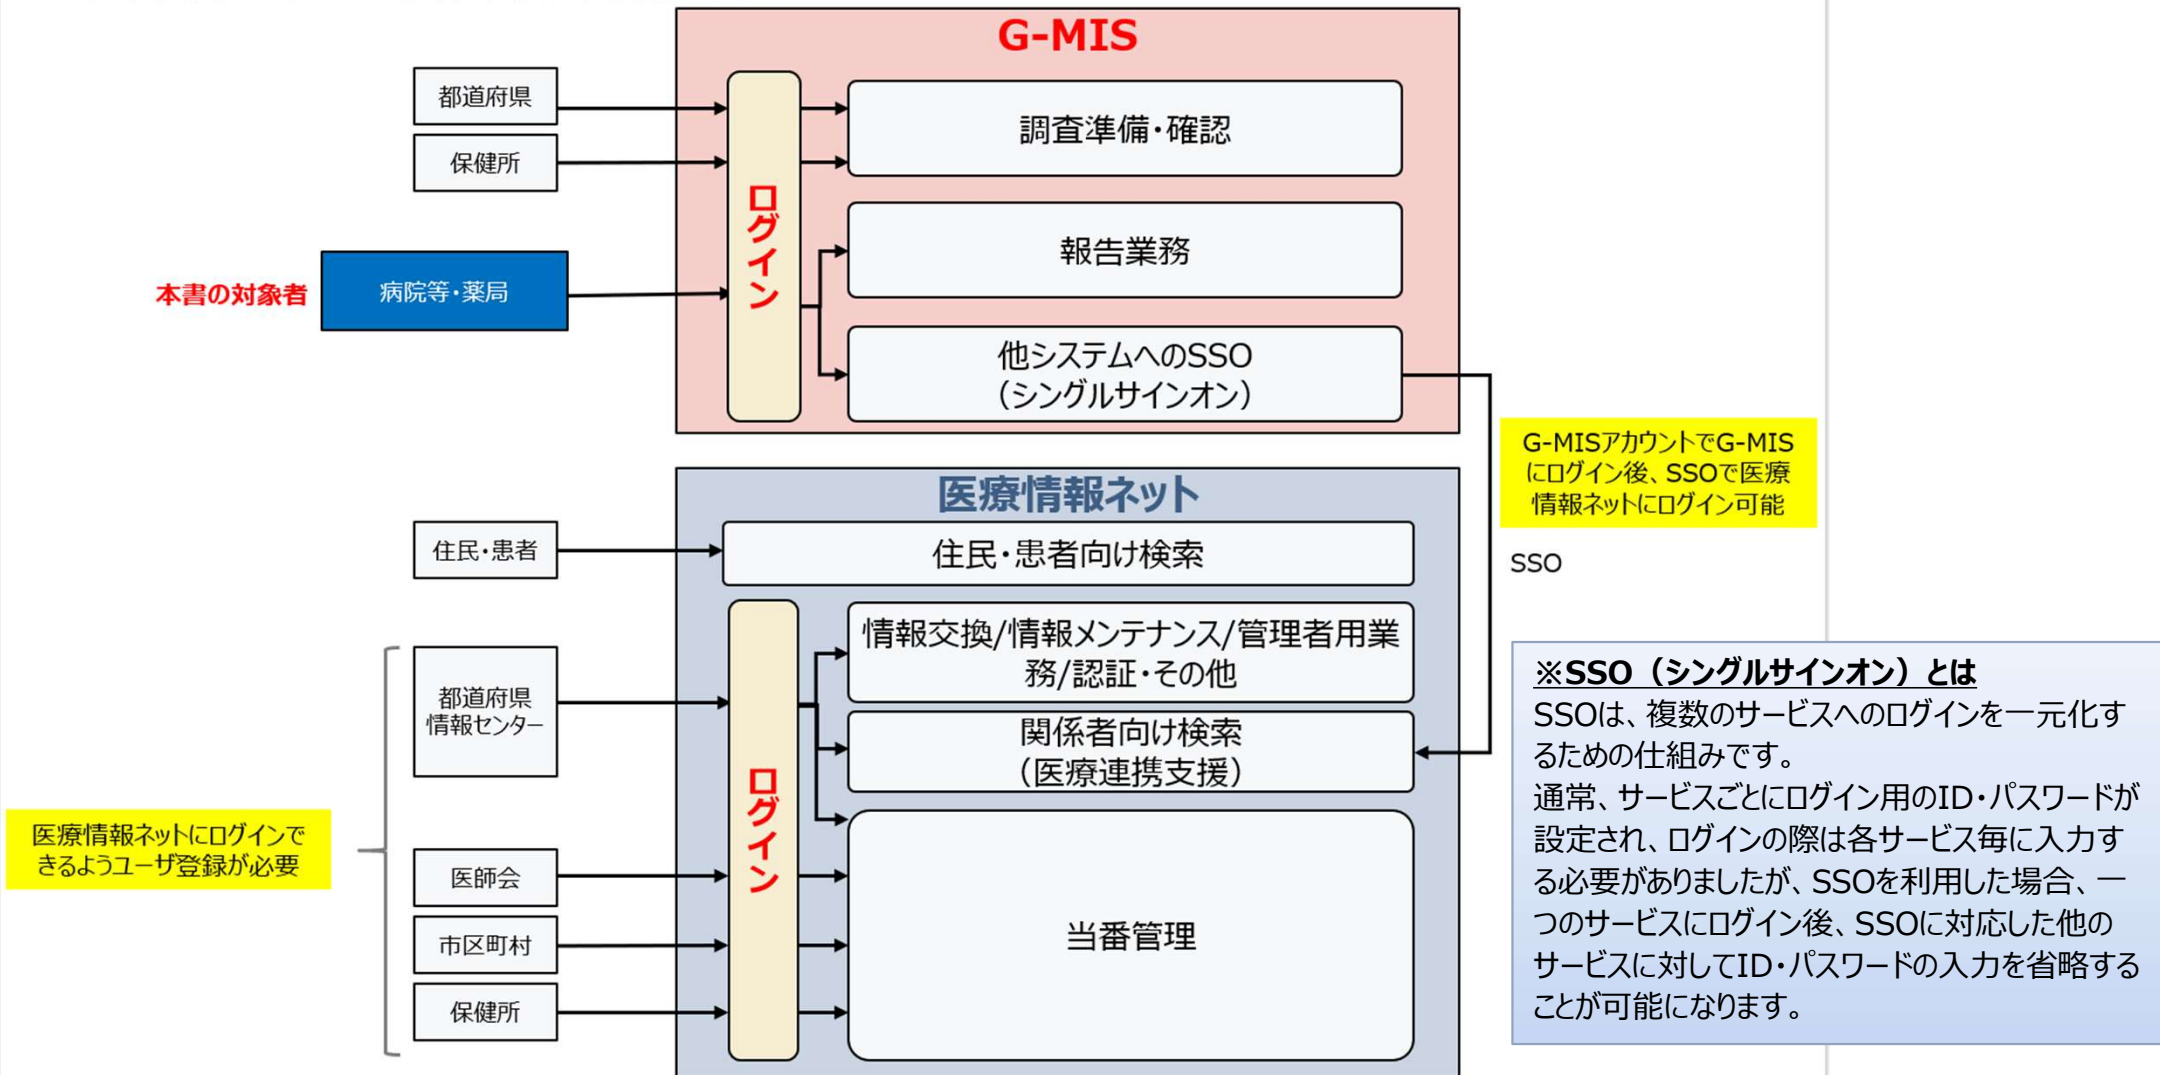 G-MIS
都道府県
保健所
ログイン
調査準備・確認
本書の対象者
病院等・薬局
報告業務
他システムへのSSO
（シングルサインオン）
G-MISアカウントでG-MIS
にログイン後、SSOで医療
情報ネットにログイン可能
SSO
医療情報ネット
住民・患者
住民・患者向け検索
都道府県
情報センター
ログイン
情報交換/情報メンテナンス/管理者用業
務/認証・その他
関係者向け検索
（医療連携支援）
医療情報ネットにログインで
きるようユーザ登録が必要
医師会
市区町村
保健所
当番管理
※SSO（シングルサインオン）とは
SSOは、複数のサービスへのログインを一元化す
るための仕組みです。
通常、サービスごとにログイン用のID・パスワードが
設定され、ログインの際は各サービス毎に入力す
る必要がありましたが、SSOを利用した場合、一
つのサービスにログイン後、SSOに対応した他の
サービスに対してID・パスワードの入力を省略する
ことが可能になります。